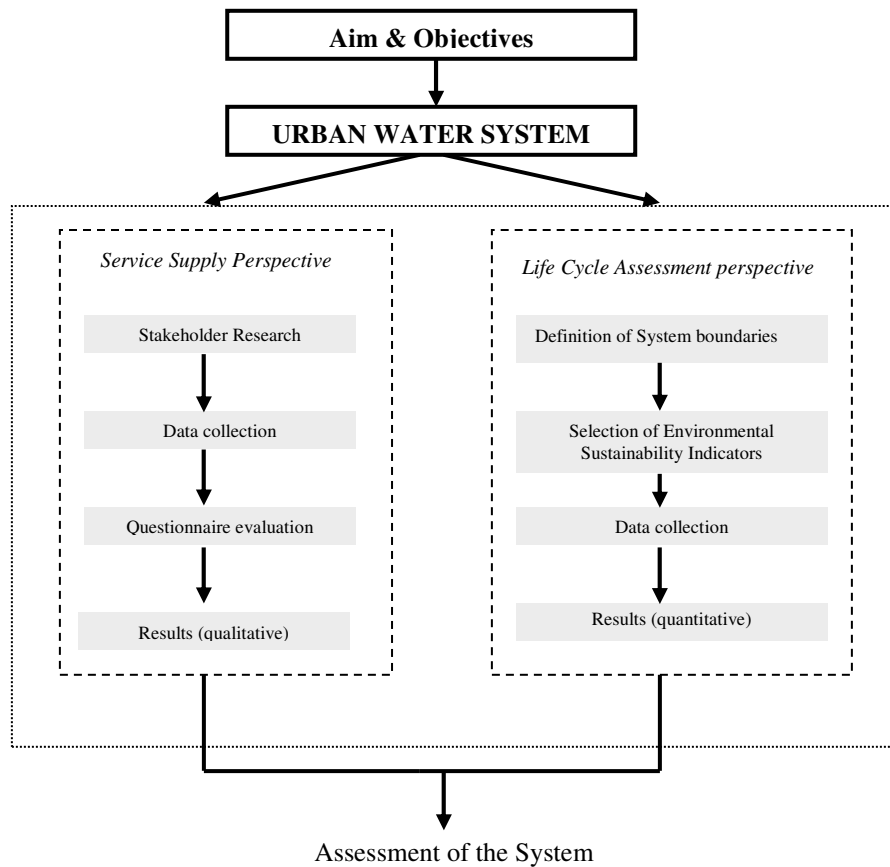 Aim & Objectives
URBAN WATER SYSTEM
Service Supply Perspective
Stakeholder Research
Data collection
Questionnaire evaluation
Results (qualitative)
Life Cycle Assessment perspective
Definition of System boundaries
Selection of Environmental
Sustainability Indicators
Data collection
Results (quantitative)
Assessment of the System